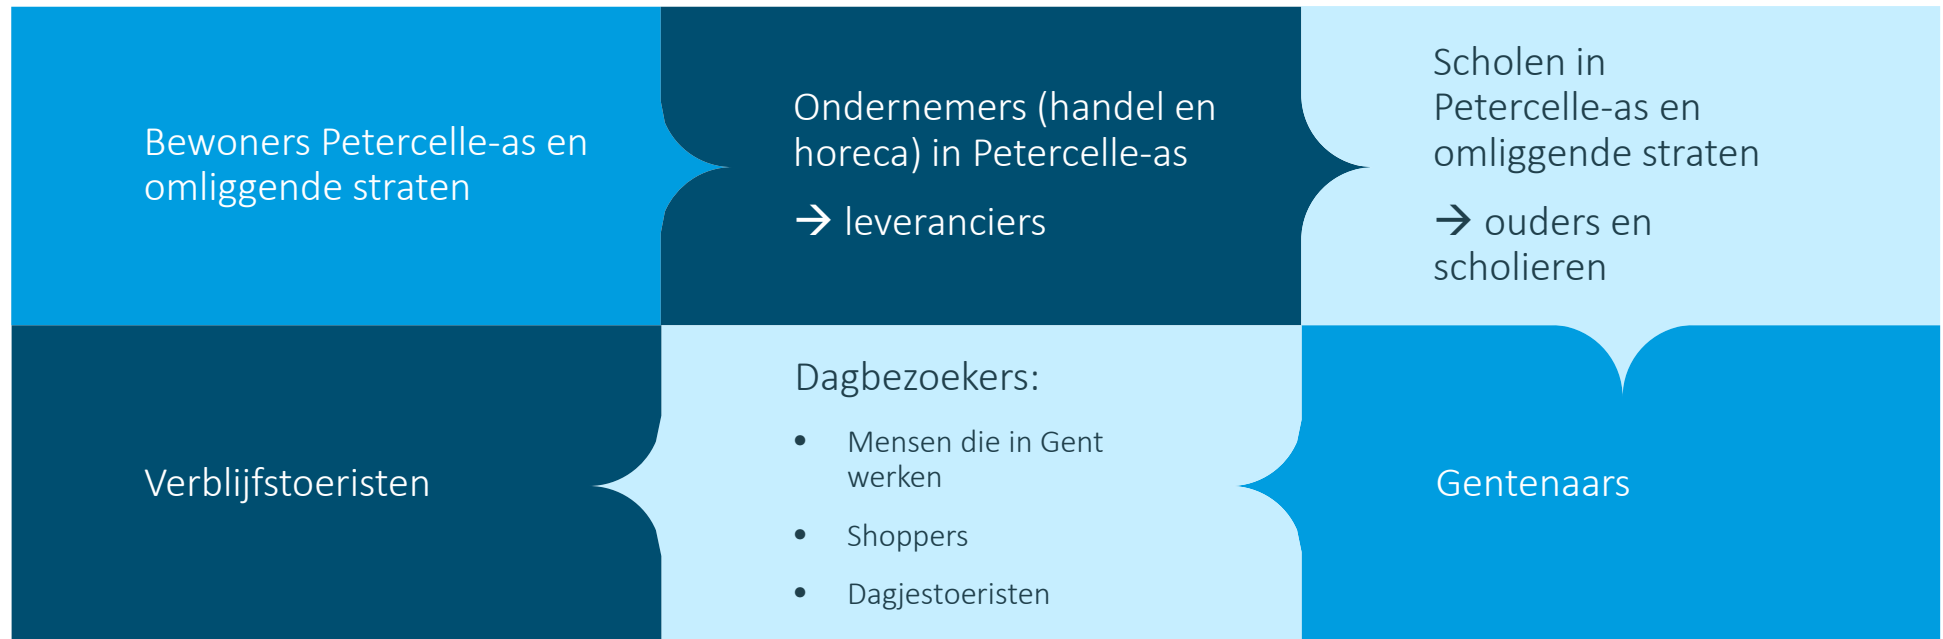 Bewoners Petercelle-as en
omliggende straten
Ondernemers (handel en
horeca) in Petercelle-as
→ leveranciers
Scholen in
Petercelle-as en
omliggende straten
→ ouders en
scholieren
Verblijfstoeristen
Dagbezoekers:
• Mensen die in Gent
werken
• Shoppers
• Dagjestoeristen
Gentenaars